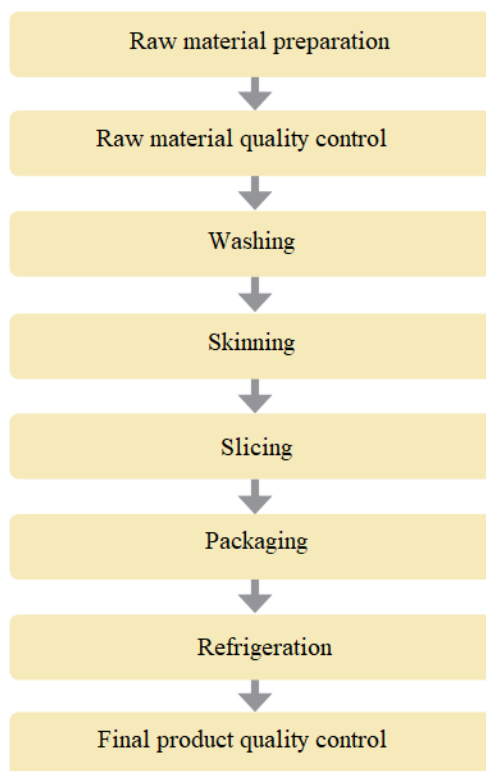 Raw material preparation
Raw material quality control
Washing
Skinning
Slicing
Packaging
Refrigeration
Final product quality control